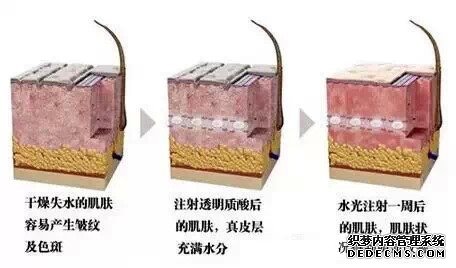 干燥失水的肌肤
容易产生皱纹
及色斑
注射透明质酸后
的肌肤，真皮层
充满水分
水光注射一周后
的肌肤，肌肤状
况
织梦内容管理系统
DEDECMS.COM